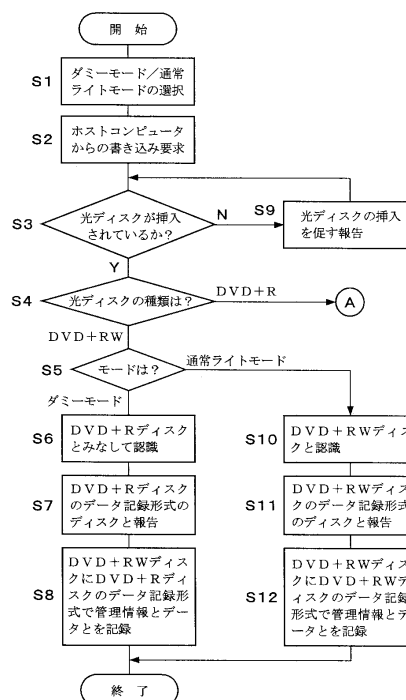 開　始
S1
ダミーモード／通常
ライトモードの選択
S2
ホストコンピュータ
からの書き込み要求
S3
光ディスクが挿入
されているか？
N
S9
光ディスクの挿入
を促す報告
Y
S4
光ディスクの種類は？
DVD+R
A
DVD+RW
S5
モードは？
通常ライトモード
ダミーモード
S6
DVD+Rディスク
とみなして認識
S10
DVD+RWディス
クと認識
S7
DVD+Rディスク
のデータ記録形式の
ディスクと報告
S11
DVD+RWディス
クのデータ記録形式
のディスクと報告
S8
DVD+RWディス
クにDVD+Rディ
スクのデータ記録形
式で管理情報とデー
タとを記録
S12
DVD+RWディス
クにDVD+RWデ
ィスクのデータ記録
形式で管理情報とデ
ータとを記録
終　了